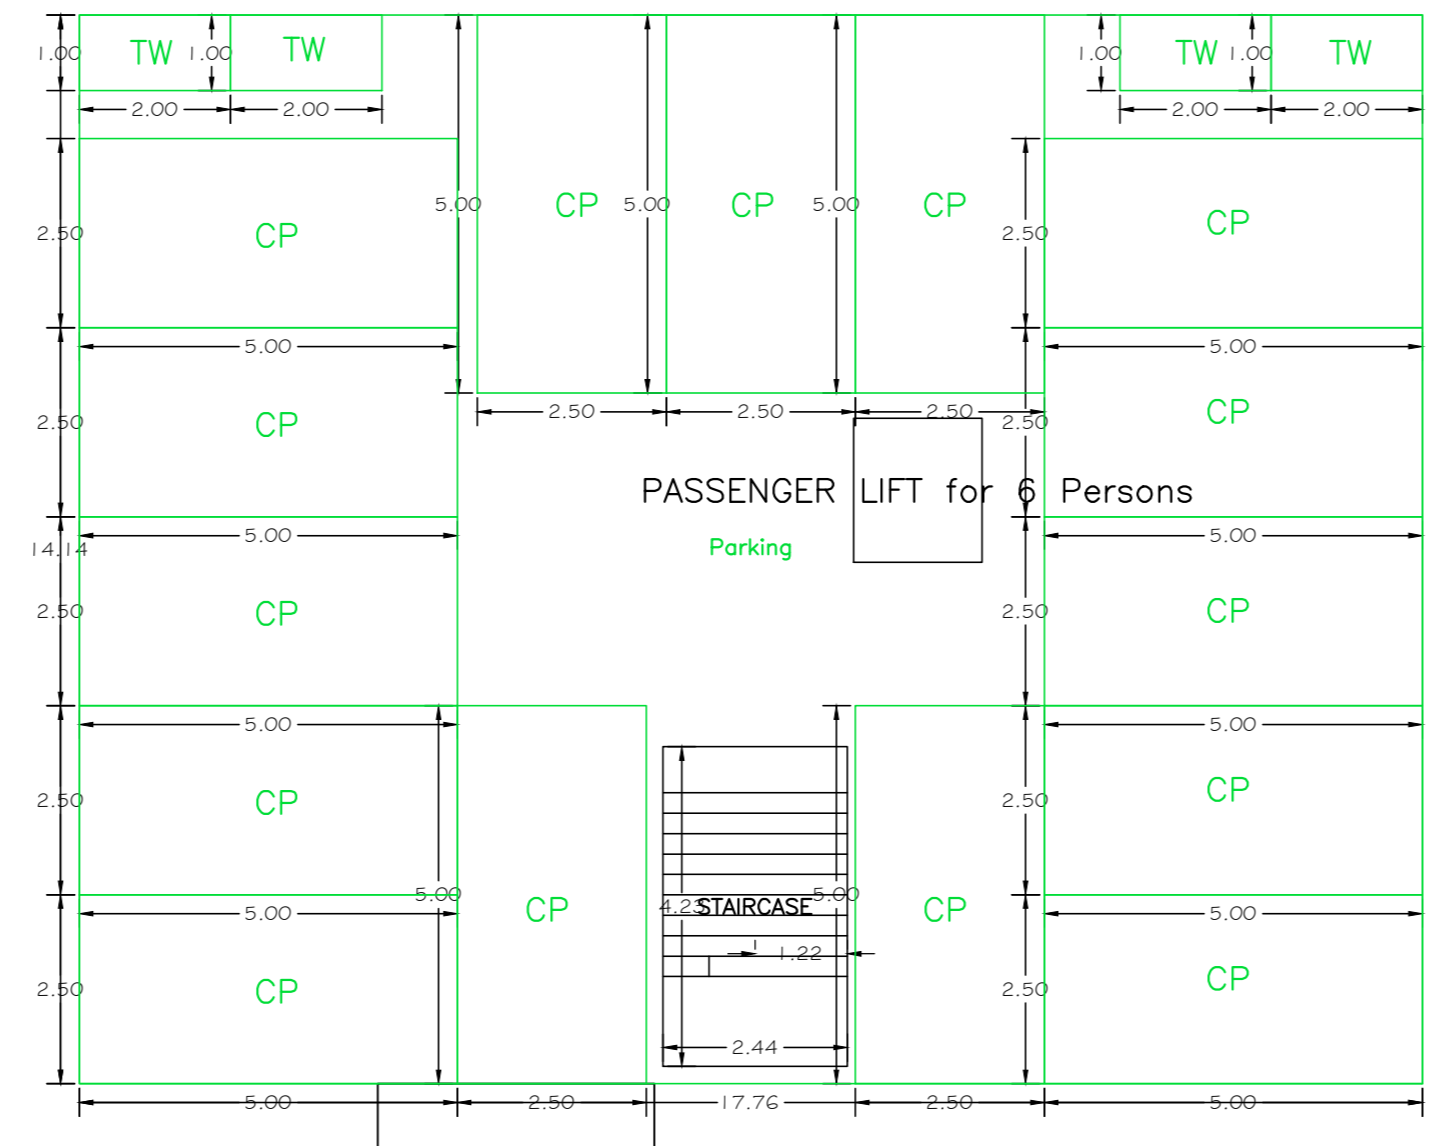 TW TW TW TW
1.00 1.00 1.00 1.00
2.00 2.00 2.00 2.00
CP CP CP
5.00 5.00 5.00
CP CP
2.50 2.50
5.00 5.00
2.50 2.50 2.50
CP CP
2.50 2.50
PASSENGER LIFT for 6 Persons
5.00 5.00
14.14
Parking
CP CP
2.50 2.50
5.00 5.00
CP CP
2.50 2.50
5.00 5.00
4.23 STAIRCASE
CP CP
5.00 5.00
1.22
CP CP
2.50 2.50
2.44
5.00 2.50 17.76 2.50 5.00